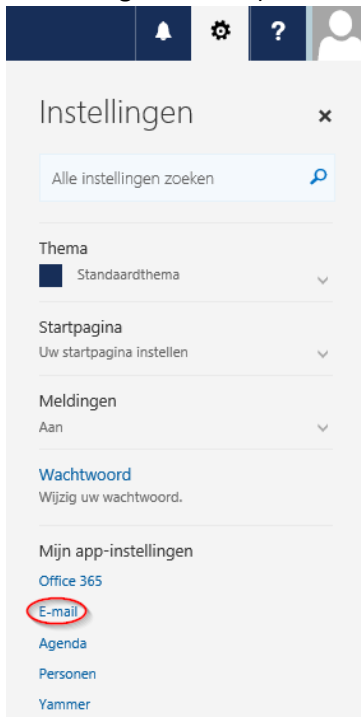 ?
Instellingen
Alle instellingen zoeken
Thema
Standaardthema
Startpagina
Uw startpagina instellen
Meldingen
Aan
Wachtwoord
Wijzig uw wachtwoord.
Mijn app-instellingen
Office 365
E-mail
Agenda
Personen
Yammer